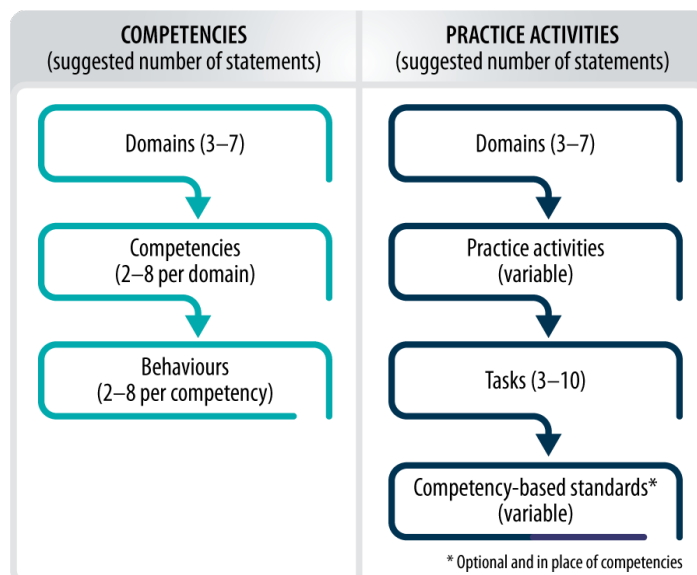 COMPETENCIES
(suggested number of statements)
Domains (3–7)
Competencies
(2–8 per domain)
Behaviours
(2–8 per competency)
PRACTICE ACTIVITIES
(suggested number of statements)
Domains (3–7)
Practice activities
(variable)
Tasks (3–10)
Competency-based standards*
(variable)
* Optional and in place of competencies